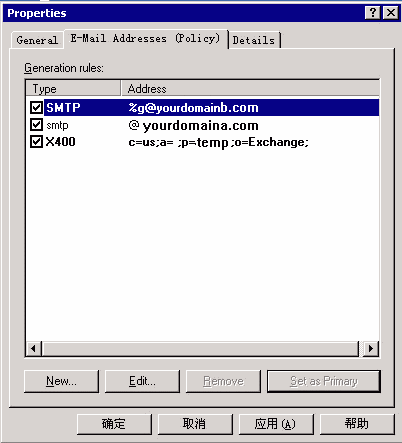 Properties
General E-Mail Addresses (Policy) Details
Generation rules:
Type Address
SMTP %g@yourdomainb.com
smtp @yourdomaina.com
X400 c=us;a= ;p=temp;o=Exchange;
New... Edit... Remove Set as Primary
确定 取消 应用(A) 帮助